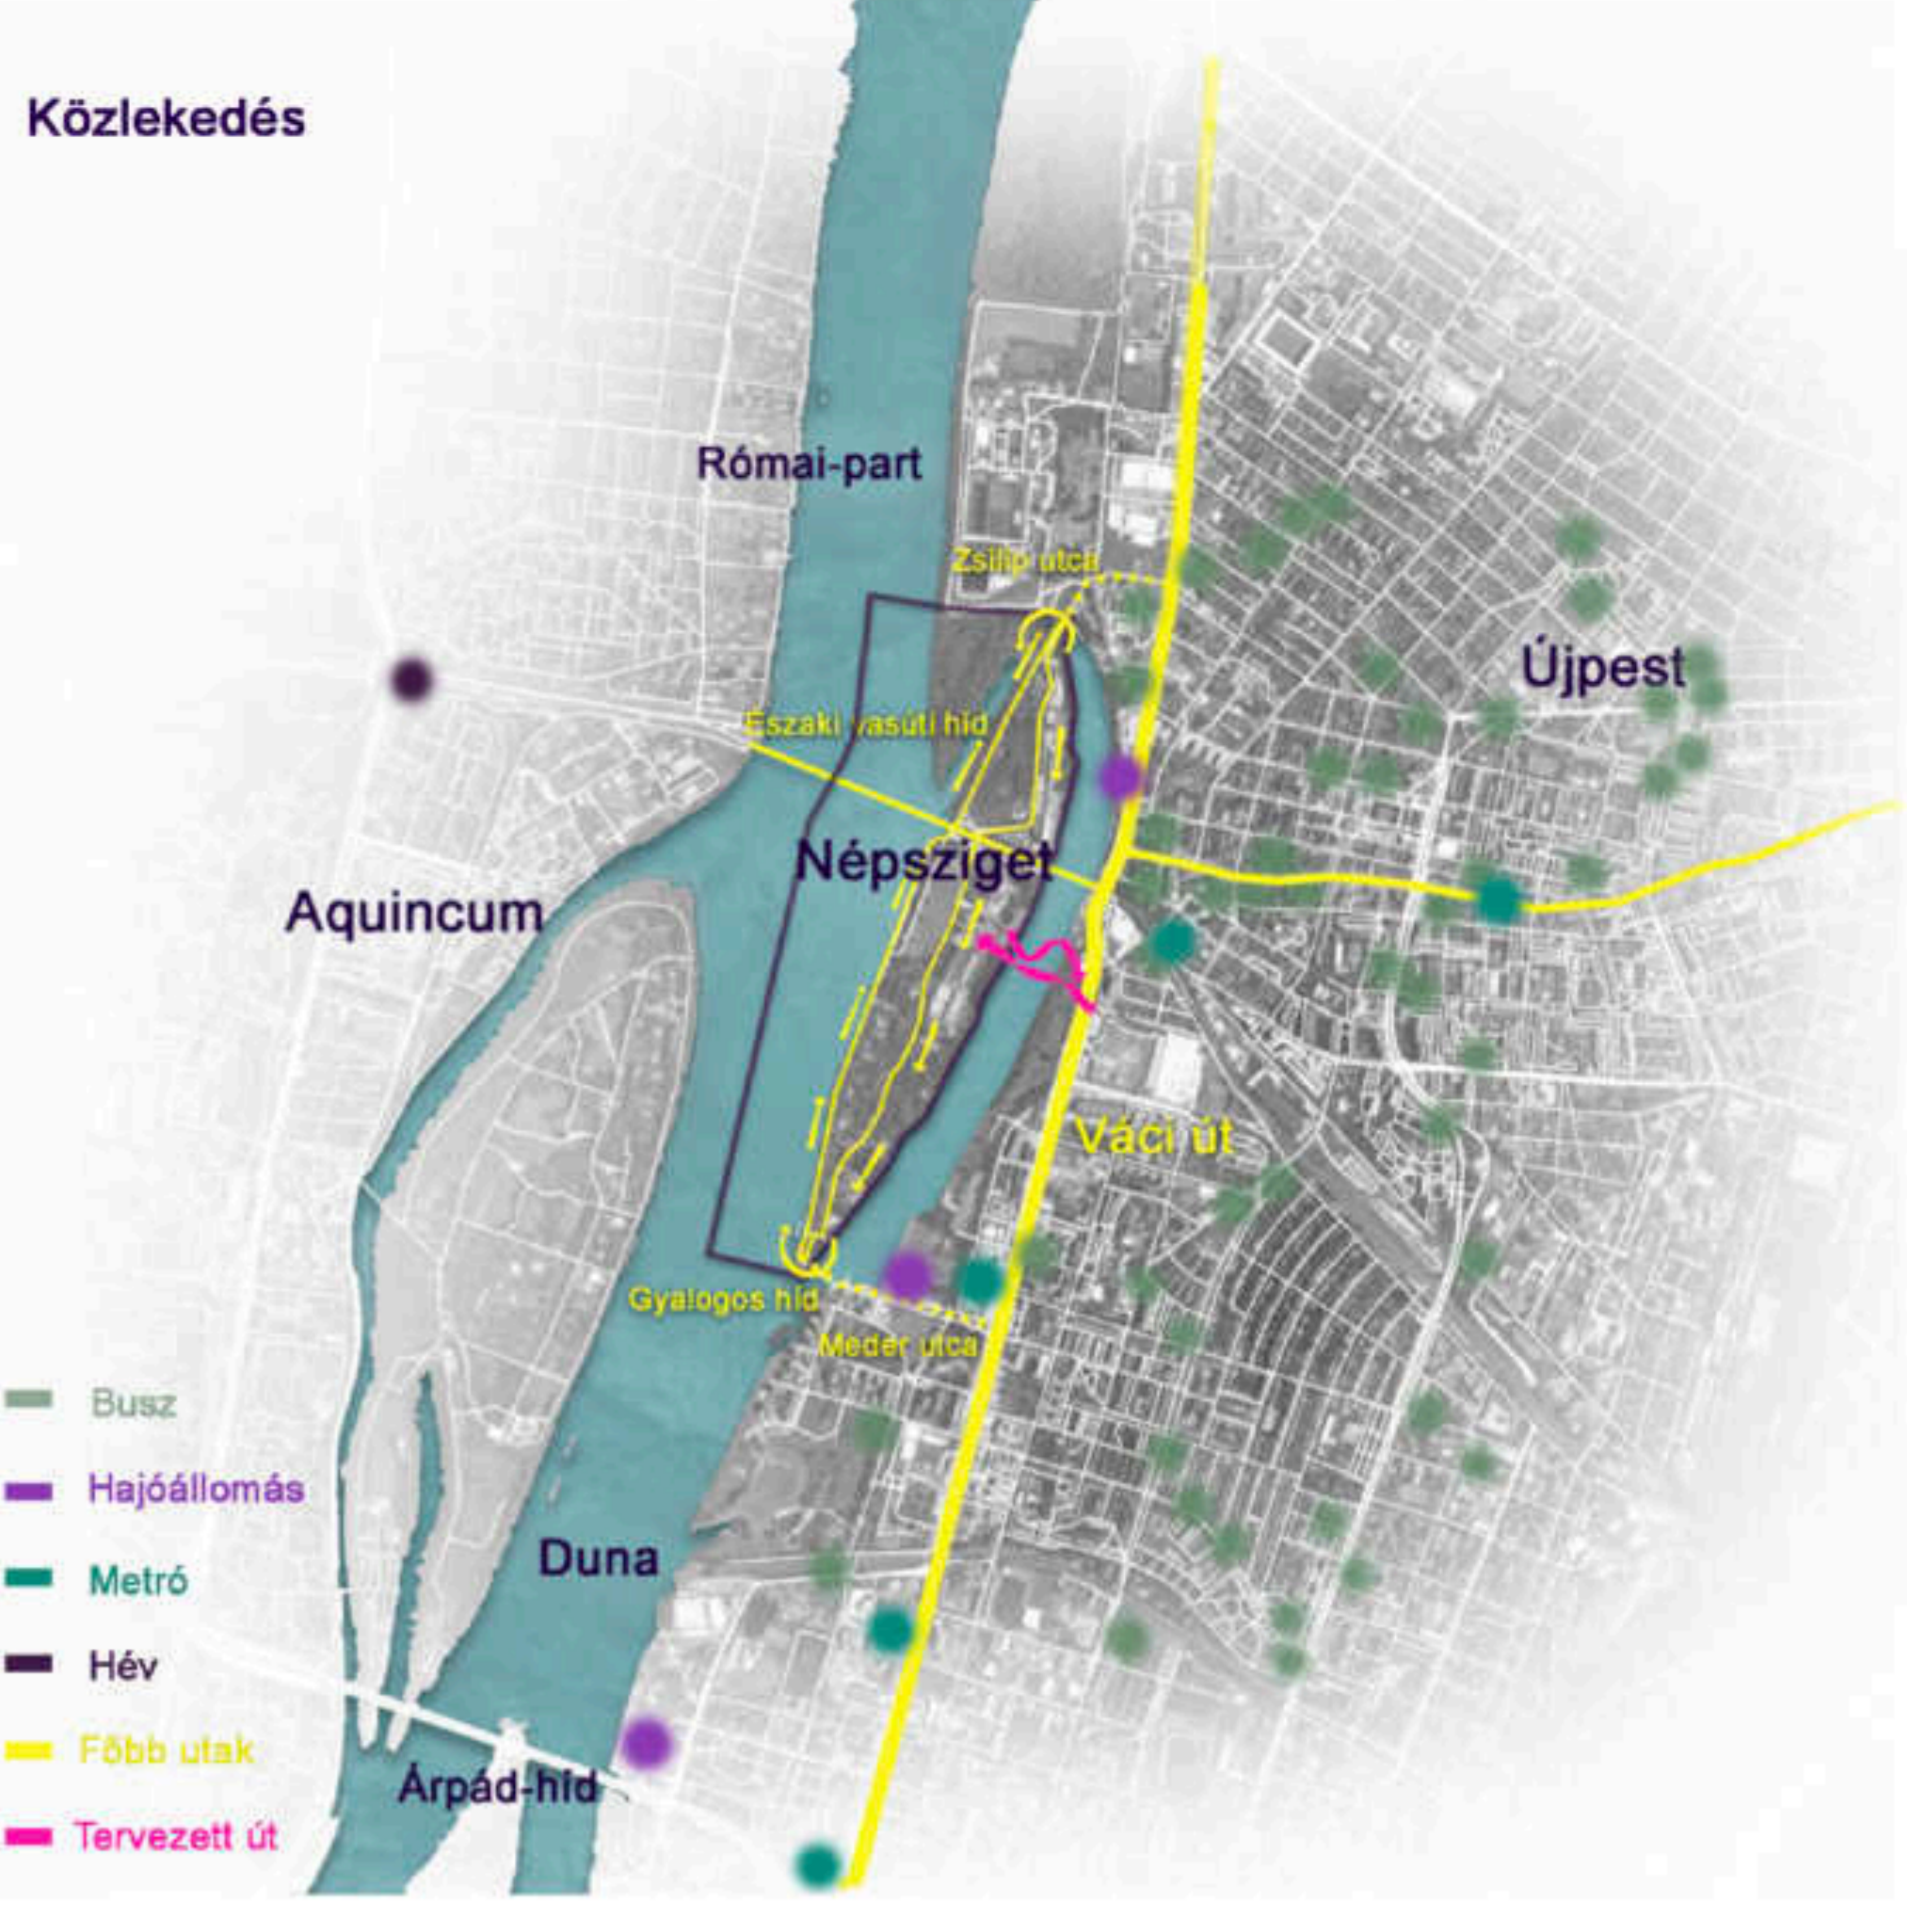 Közlekedés
Római-part
Zsilip utca
Újpest
Északi vasúti híd
Népsziget
Aquincum
Váci út
Gyalogos híd
Meder utca
Busz
Hajóállomás
Duna
Metró
Hév
Főbb utak
Árpád-híd
Tervezett út